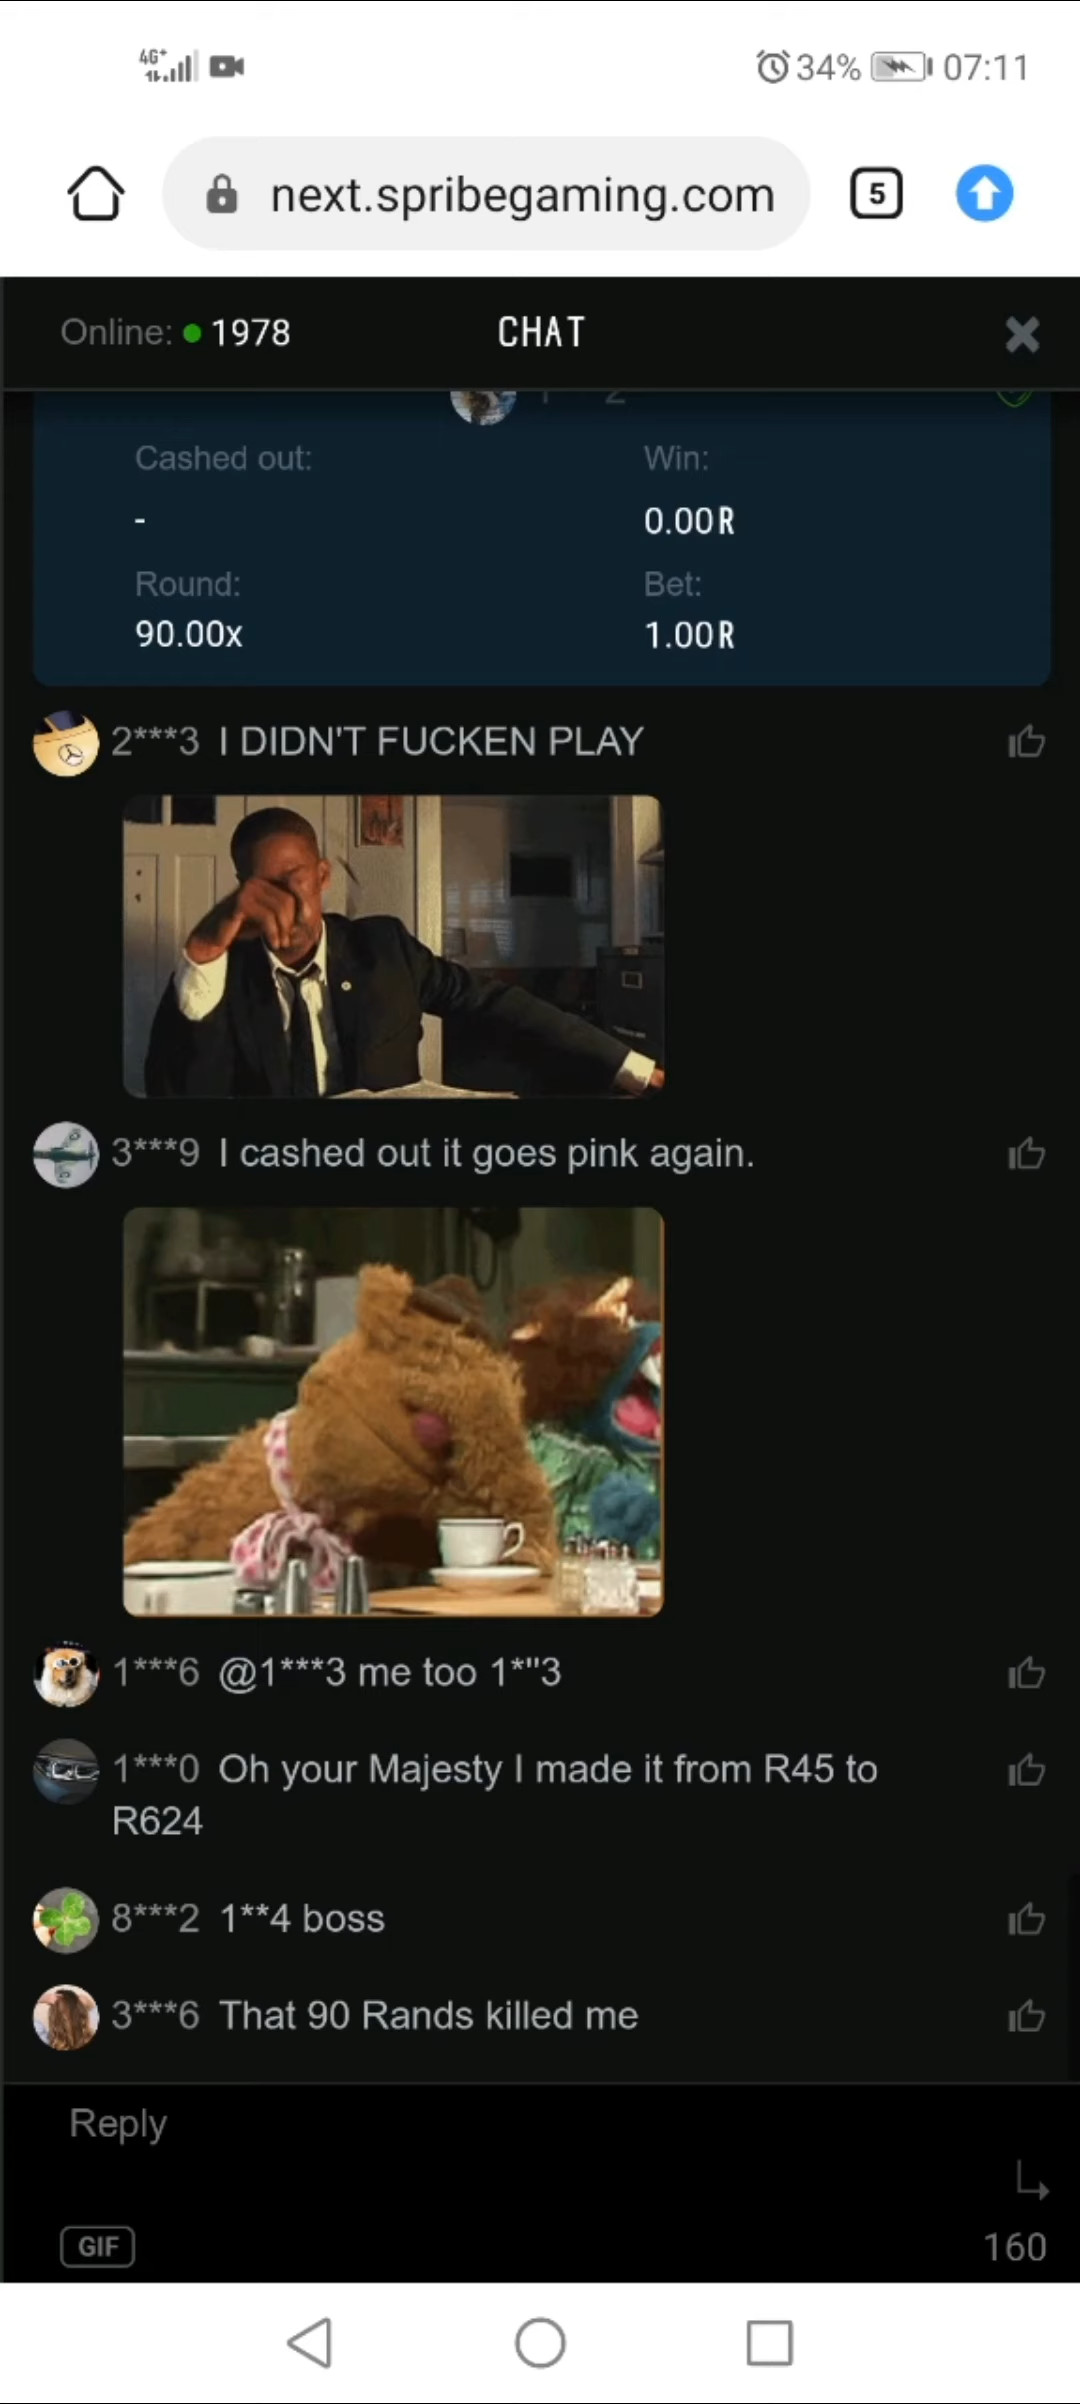 4G+ 34% 07:11
next.spribegaming.com 5
Online: 1978 CHAT
Cashed out: Win:
- 0.00R
Round: Bet:
90.00x 1.00R
2***3 I DIDN'T FUCKEN PLAY
3***9 I cashed out it goes pink again.
1***6 @1***3 me too 1*"3
1***0 Oh your Majesty I made it from R45 to
R624
8***2 1**4 boss
3***6 That 90 Rands killed me
Reply
GIF 160